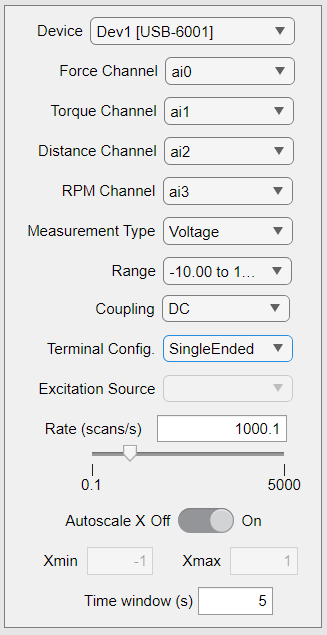 Device Dev1 [USB-6001]
Force Channel ai0
Torque Channel ai1
Distance Channel ai2
RPM Channel ai3
Measurement Type Voltage
Range -10.00 to 1...
Coupling DC
Terminal Config. SingleEnded
Excitation Source
Rate (scans/s) 1000.1
0.1 5000
Autoscale X Off On
Xmin -1 Xmax 1
Time window (s) 5